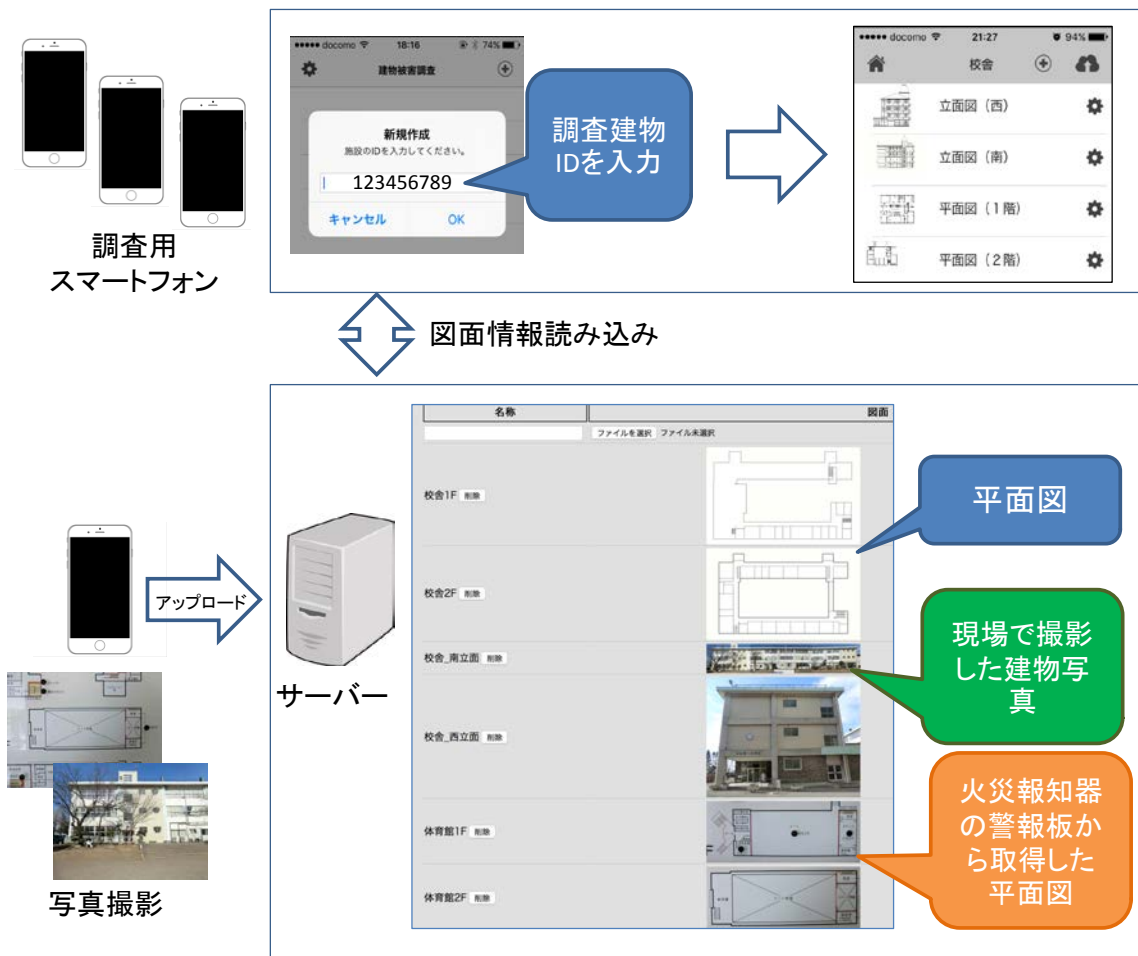 ●●●●● docomo 18:16 74%
建物被害調査
新規作成
施設のIDを入力してください。
123456789
キャンセル OK
調査建物
IDを入力
●●●●● docomo 21:27 94%
校舎
立面図（西）
立面図（南）
平面図（1階）
平面図（2階）
調査用
スマートフォン
図面情報読み込み
名称 図面
ファイルを選択 ファイル未選択
校舎1F 削除
校舎2F 削除
校舎_南立面 削除
校舎_西立面 削除
体育館1F 削除
体育館2F 削除
平面図
現場で撮影
した建物写
真
火災報知器
の警報板か
ら取得した
平面図
アップロード
サーバー
写真撮影